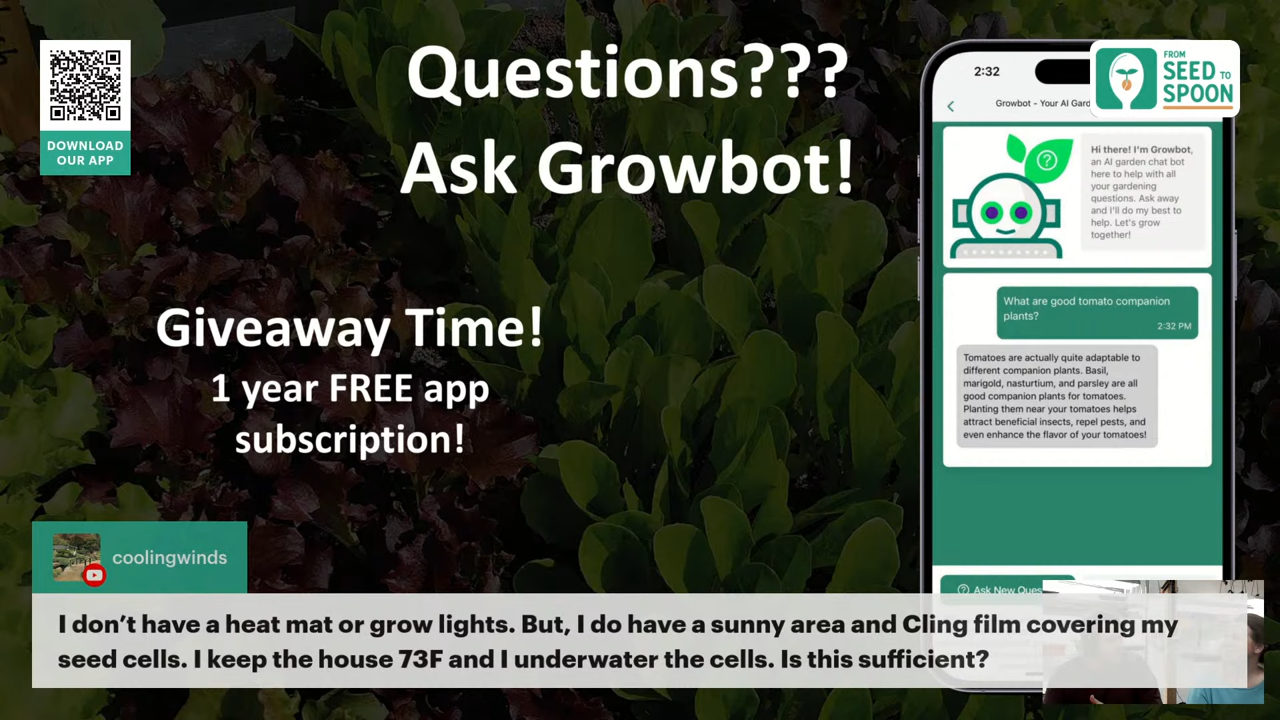 DOWNLOAD
OUR APP
Questions???
Ask Growbot!
Giveaway Time!
1 year FREE app
subscription!
2:32
Growbot - Your AI Gard
FROM
SEED TO
SPOON
Hi there! I'm Growbot,
an AI garden chat bot
here to help with all
your gardening
questions. Ask away
and I'll do my best to
help. Let's grow
together!
What are good tomato companion
plants?
2:32 PM
Tomatoes are actually quite adaptable to
different companion plants. Basil,
marigold, nasturtium, and parsley are all
good companion plants for tomatoes.
Planting them near your tomatoes helps
attract beneficial insects, repel pests, and
even enhance the flavor of your tomatoes!
Ask New Ques
coolingwinds
I don’t have a heat mat or grow lights. But, I do have a sunny area and Cling film covering my
seed cells. I keep the house 73F and I underwater the cells. Is this sufficient?